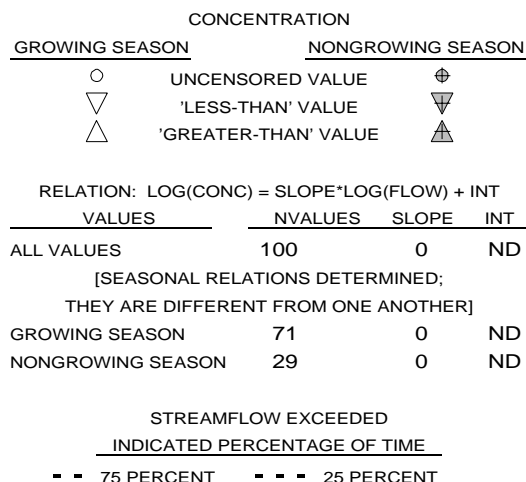 CONCENTRATION
GROWING SEASON NONGROWING SEASON
UNCENSORED VALUE
'LESS-THAN' VALUE
'GREATER-THAN' VALUE
RELATION: LOG(CONC) = SLOPE*LOG(FLOW) + INT
VALUES NVALUES SLOPE INT
ALL VALUES 100 0 ND
[SEASONAL RELATIONS DETERMINED;
THEY ARE DIFFERENT FROM ONE ANOTHER]
GROWING SEASON 71 0 ND
NONGROWING SEASON 29 0 ND
STREAMFLOW EXCEEDED
INDICATED PERCENTAGE OF TIME
75 PERCENT 25 PERCENT